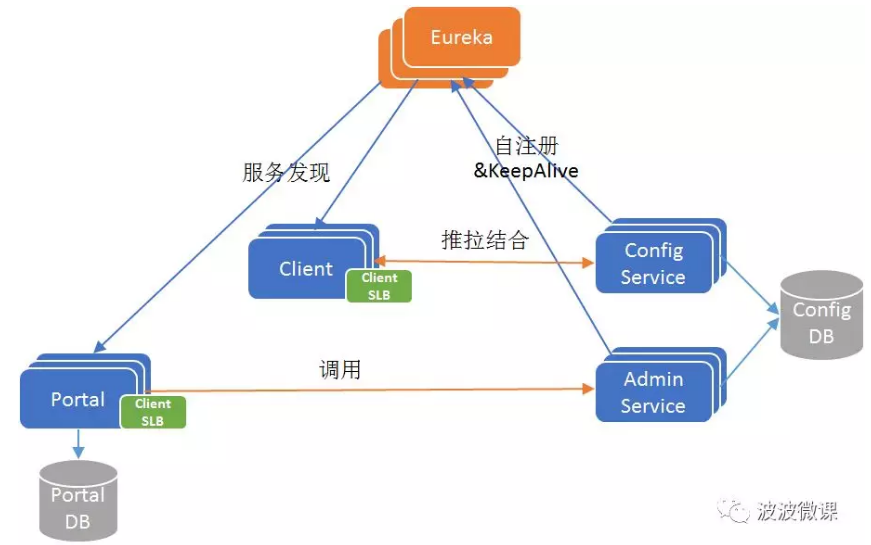 Eureka
自注册
&KeepAlive
服务发现
推拉结合
Client
Client
SLB
Config
Service
Config
DB
调用
Portal
Client
SLB
Admin
Service
Portal
DB
波波微课